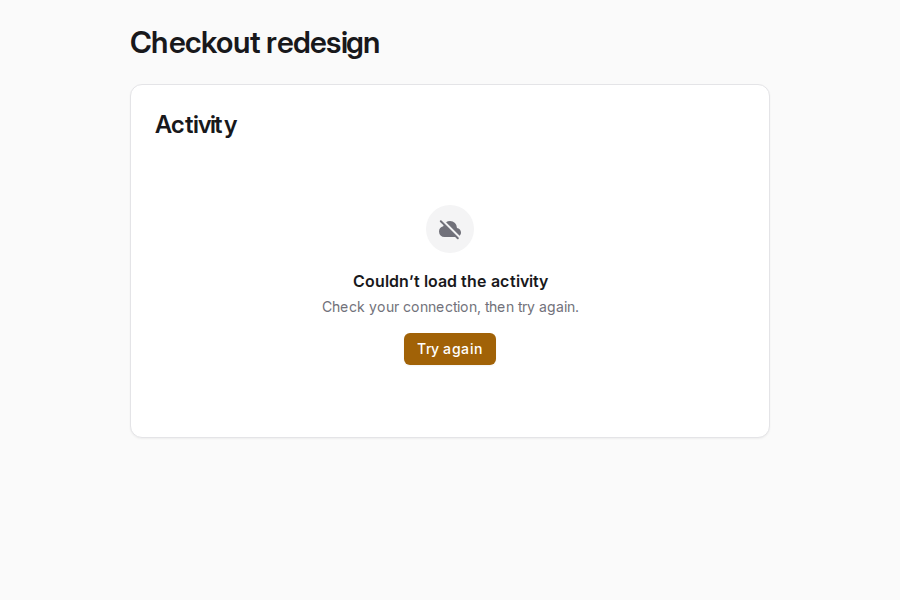 Checkout redesign
Activity
Couldn’t load the activity
Check your connection, then try again.
Try again